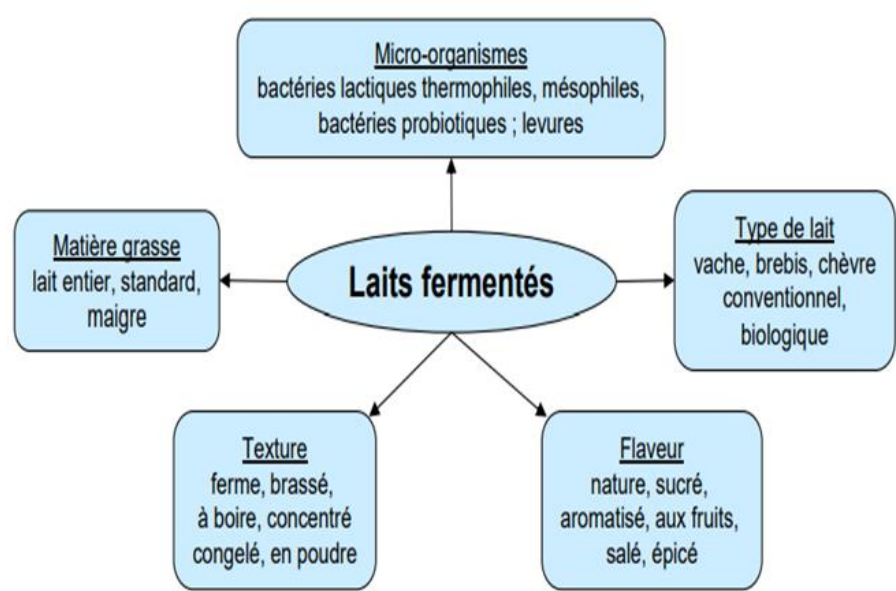 Micro-organismes
bactéries lactiques thermophiles, mésophiles,
bactéries probiotiques ; levures
Matière grasse
lait entier, standard,
maigre
Laits fermentés
Type de lait
vache, brebis, chèvre
conventionnel,
biologique
Texture
ferme, brassé,
à boire, concentré
congelé, en poudre
Flaveur
nature, sucré,
aromatisé, aux fruits,
salé, épicé